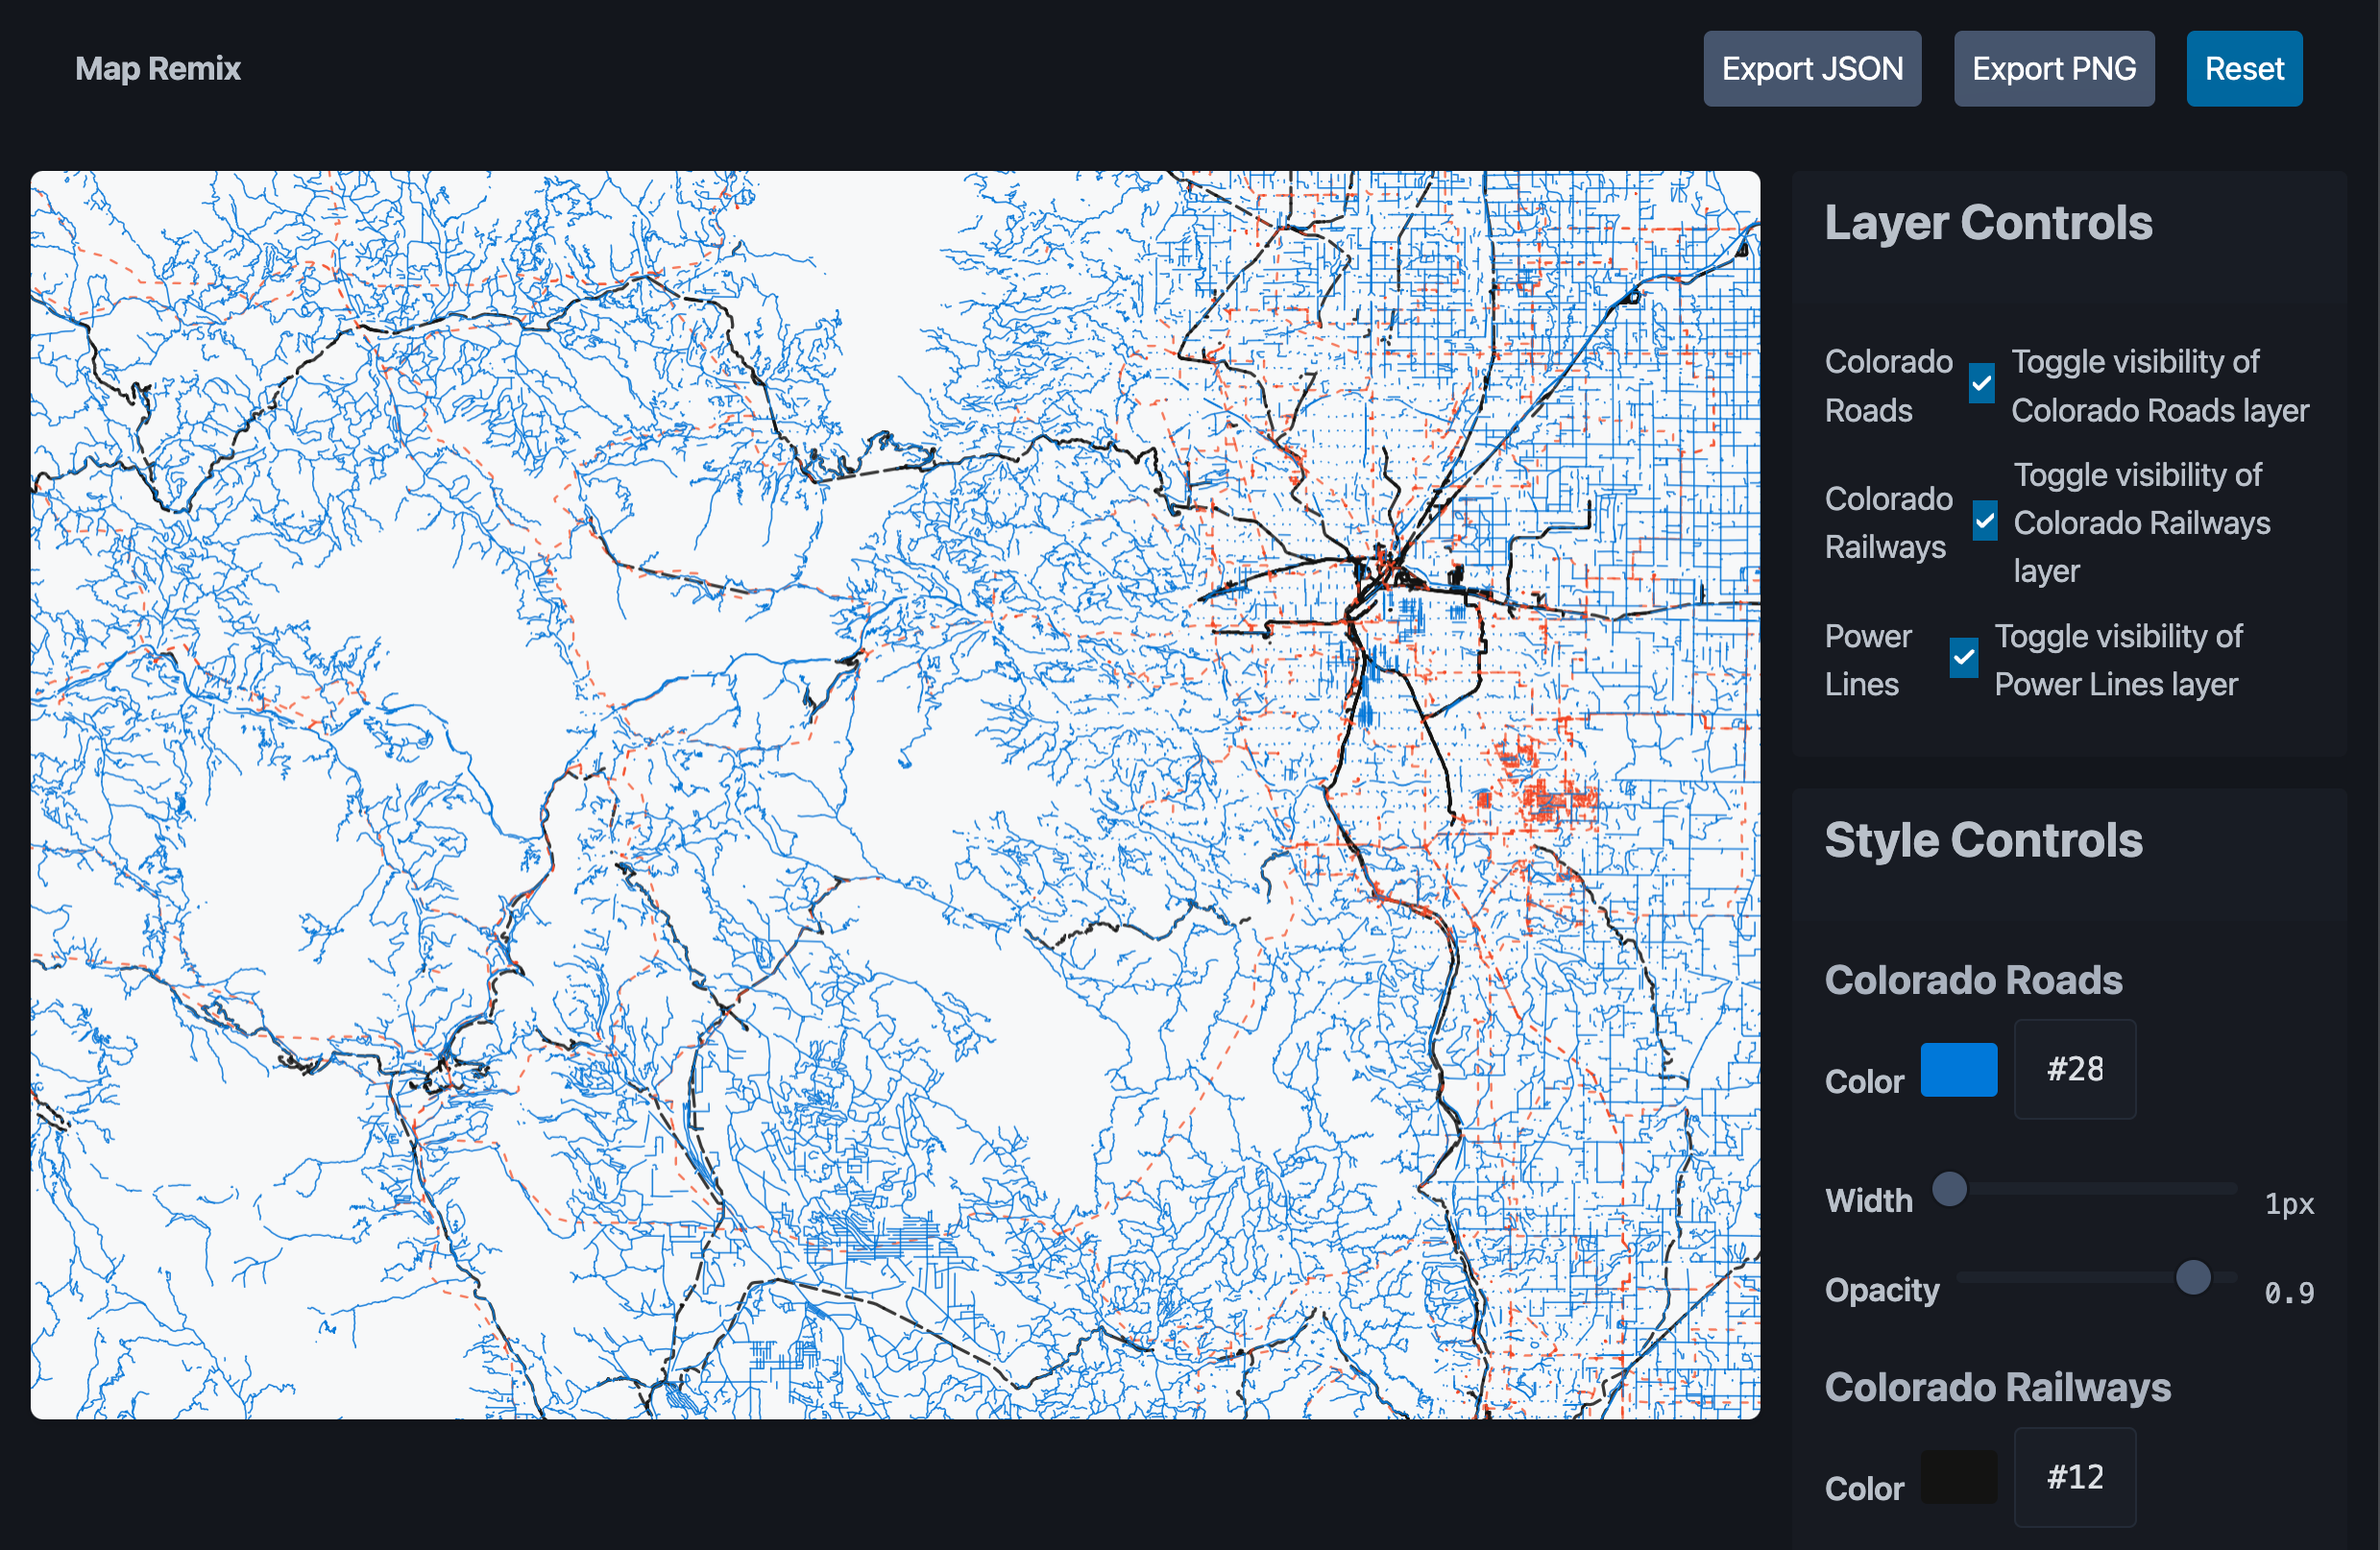 Map Remix
Export JSON
Export PNG
Reset
Layer Controls
Colorado
Roads
Toggle visibility of
Colorado Roads layer
Colorado
Railways
Toggle visibility of
Colorado Railways
layer
Power
Lines
Toggle visibility of
Power Lines layer
Style Controls
Colorado Roads
Color
#28
Width
1px
Opacity
0.9
Colorado Railways
Color
#12